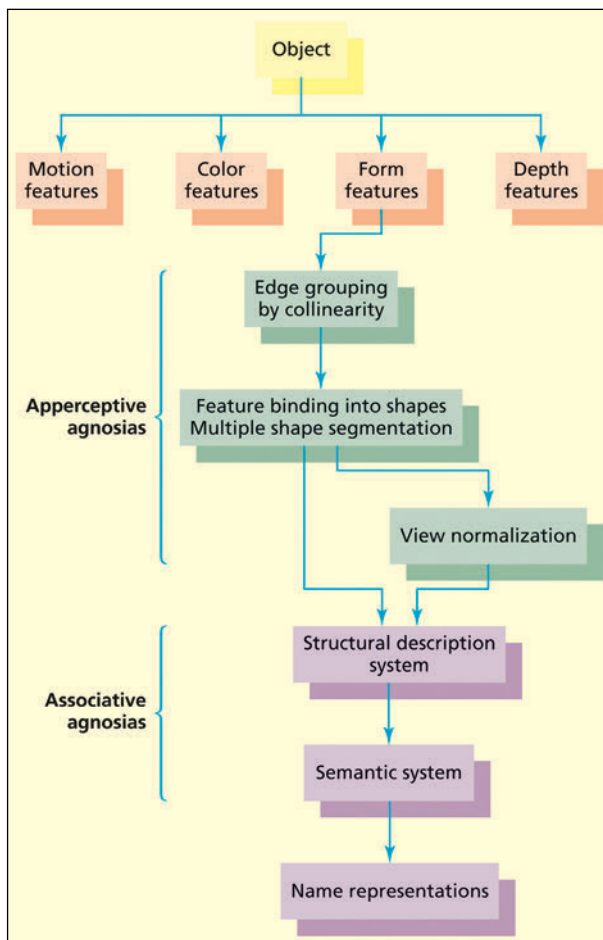 Object
Motion
features
Color
features
Form
features
Depth
features
Edge grouping
by collinearity
Apperceptive
agnosias
Feature binding into shapes
Multiple shape segmentation
View normalization
Structural description
system
Associative
agnosias
Semantic system
Name representations